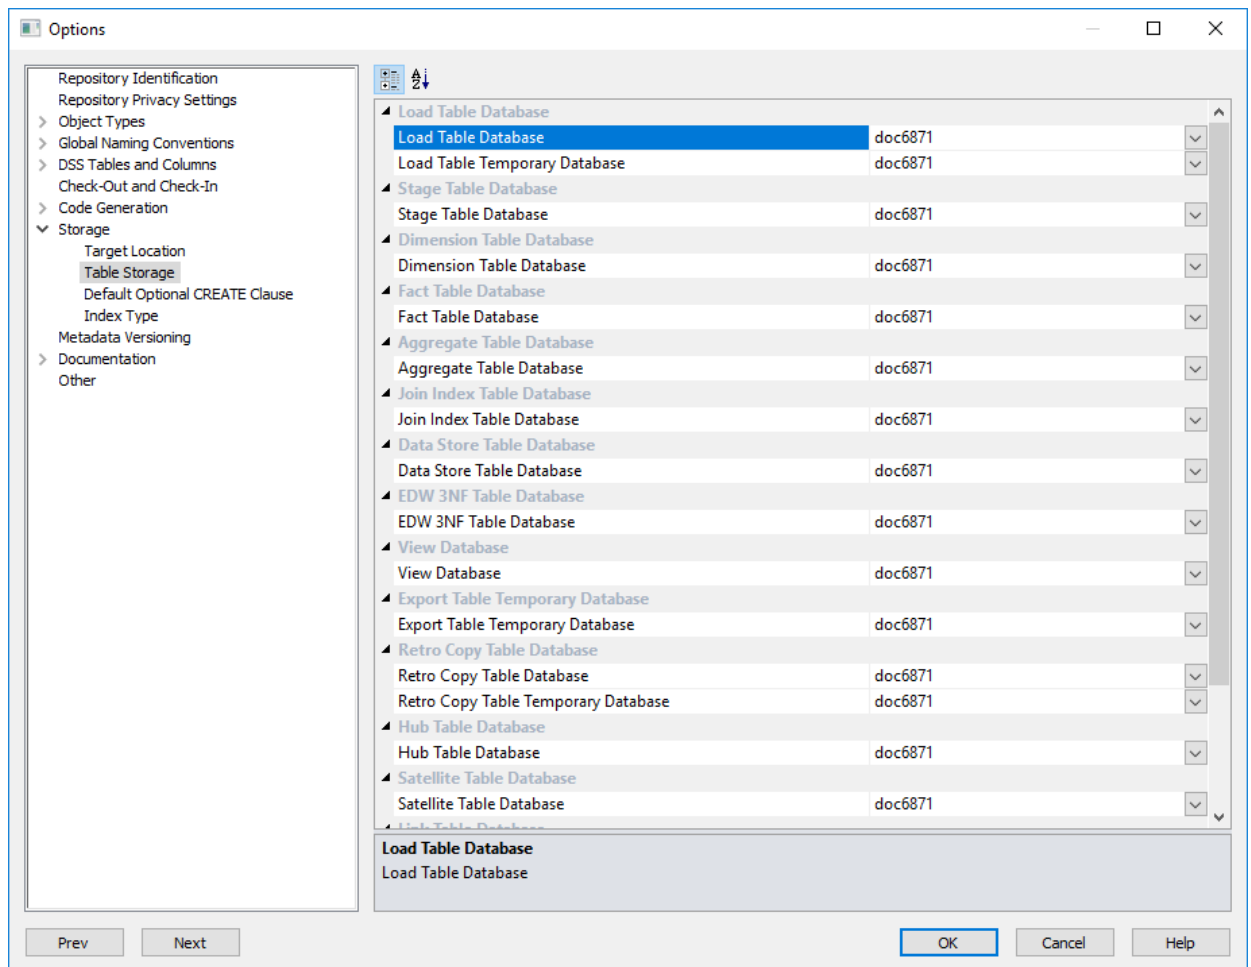 Options
Repository Identification
Repository Privacy Settings
Object Types
Global Naming Conventions
DSS Tables and Columns
Check-Out and Check-In
Code Generation
Storage
Target Location
Table Storage
Default Optional CREATE Clause
Index Type
Metadata Versioning
Documentation
Other
Load Table Database
Load Table Database doc6871
Load Table Temporary Database doc6871
Stage Table Database
Stage Table Database doc6871
Dimension Table Database
Dimension Table Database doc6871
Fact Table Database
Fact Table Database doc6871
Aggregate Table Database
Aggregate Table Database doc6871
Join Index Table Database
Join Index Table Database doc6871
Data Store Table Database
Data Store Table Database doc6871
EDW 3NF Table Database
EDW 3NF Table Database doc6871
View Database
View Database doc6871
Export Table Temporary Database
Export Table Temporary Database doc6871
Retro Copy Table Database
Retro Copy Table Database doc6871
Retro Copy Table Temporary Database doc6871
Hub Table Database
Hub Table Database doc6871
Satellite Table Database
Satellite Table Database doc6871
Link Table Database
Load Table Database
Load Table Database
Prev Next OK Cancel Help